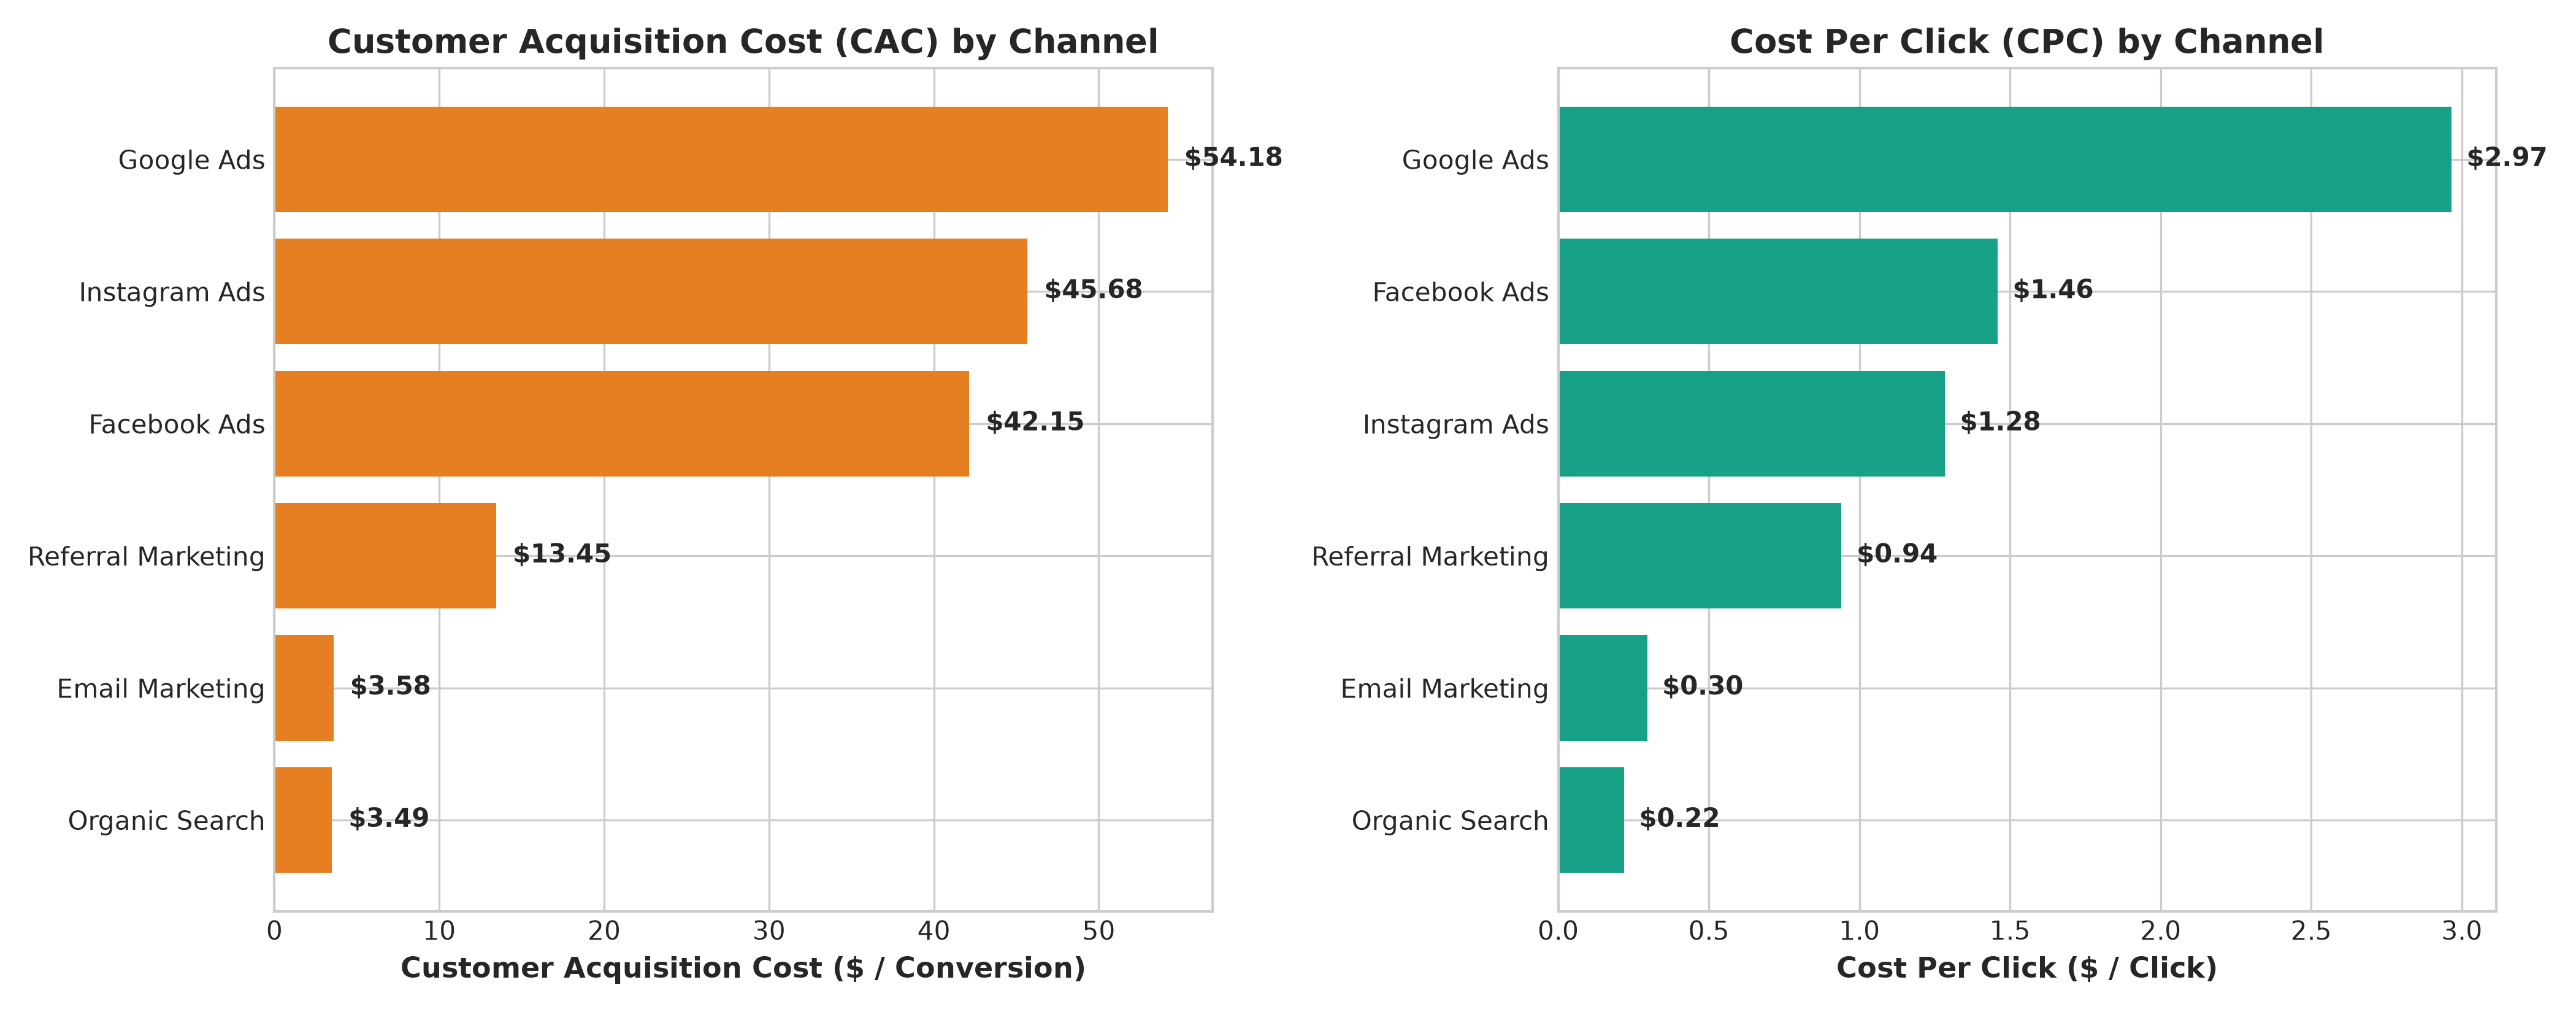 Customer Acquisition Cost (CAC) by Channel
Google Ads
$54.18
Instagram Ads
$45.68
Facebook Ads
$42.15
Referral Marketing
$13.45
Email Marketing
$3.58
Organic Search
$3.49
0 10 20 30 40 50
Customer Acquisition Cost ($ / Conversion)
Cost Per Click (CPC) by Channel
Google Ads
$2.97
Facebook Ads
$1.46
Instagram Ads
$1.28
Referral Marketing
$0.94
Email Marketing
$0.30
Organic Search
$0.22
0.0 0.5 1.0 1.5 2.0 2.5 3.0
Cost Per Click ($ / Click)